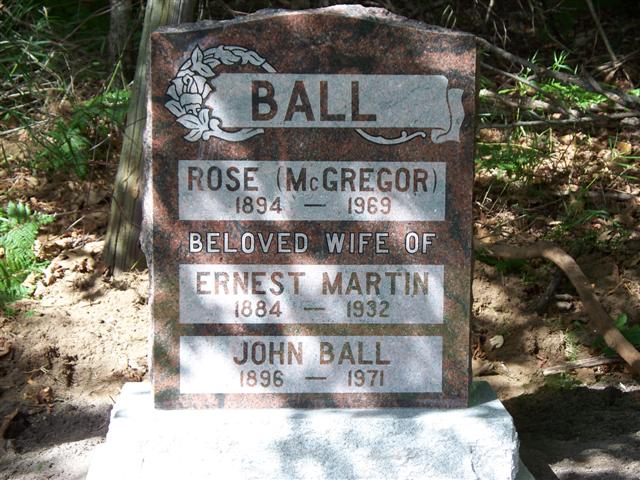 BALL
ROSE (McGREGOR)
1894 — 1969
BELOVED WIFE OF
ERNEST MARTIN
1884 — 1932
JOHN BALL
1896 — 1971